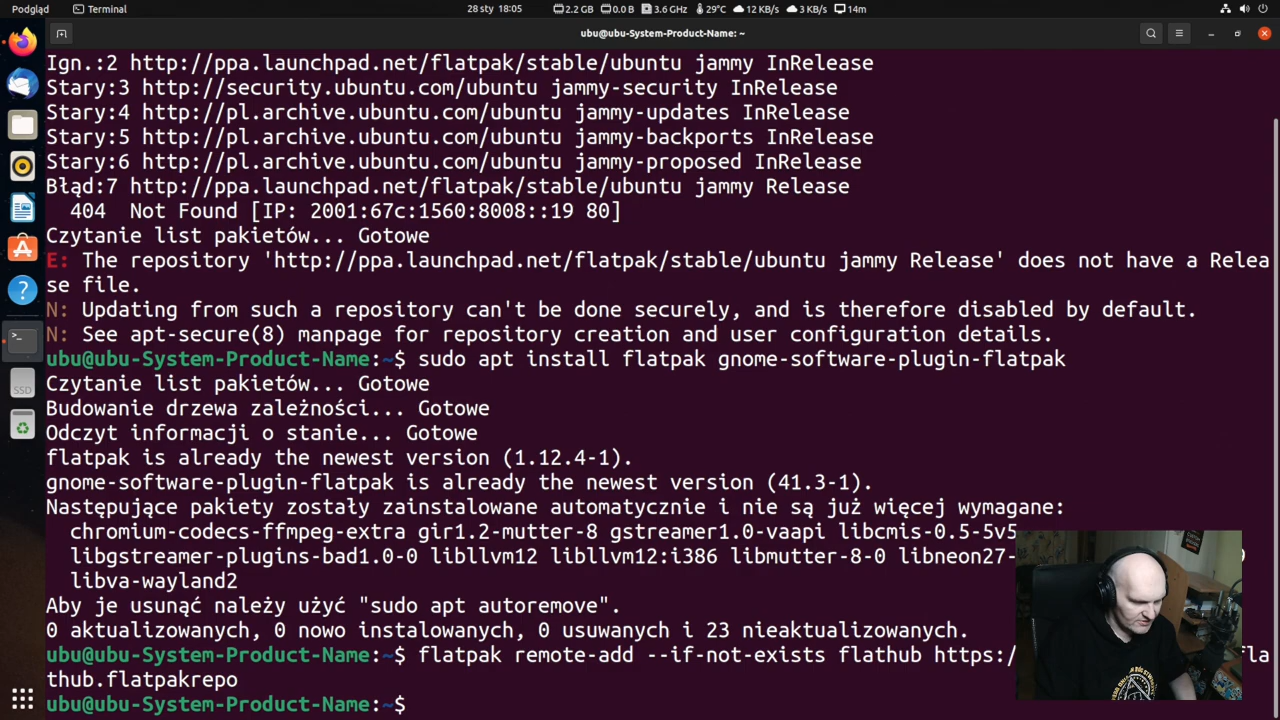 Podgląd Terminal 28 sty 18:05 2.2 GB 0.0 B 3.6 GHz 29°C 12 KB/s 3 KB/s 14m
ubu@ubu-System-Product-Name: ~
Ign.:2 http://ppa.launchpad.net/flatpak/stable/ubuntu jammy InRelease
Stary:3 http://security.ubuntu.com/ubuntu jammy-security InRelease
Stary:4 http://pl.archive.ubuntu.com/ubuntu jammy-updates InRelease
Stary:5 http://pl.archive.ubuntu.com/ubuntu jammy-backports InRelease
Stary:6 http://pl.archive.ubuntu.com/ubuntu jammy-proposed InRelease
Błąd:7 http://ppa.launchpad.net/flatpak/stable/ubuntu jammy Release
404 Not Found [IP: 2001:67c:1560:8008::19 80]
Czytanie list pakietów... Gotowe
E: The repository 'http://ppa.launchpad.net/flatpak/stable/ubuntu jammy Release' does not have a Relea
se file.
N: Updating from such a repository can't be done securely, and is therefore disabled by default.
N: See apt-secure(8) manpage for repository creation and user configuration details.
ubu@ubu-System-Product-Name:~$ sudo apt install flatpak gnome-software-plugin-flatpak
Czytanie list pakietów... Gotowe
Budowanie drzewa zależności... Gotowe
Odczyt informacji o stanie... Gotowe
flatpak is already the newest version (1.12.4-1).
gnome-software-plugin-flatpak is already the newest version (41.3-1).
Następujące pakiety zostały zainstalowane automatycznie i nie są już więcej wymagane:
chromium-codecs-ffmpeg-extra gir1.2-mutter-8 gstreamer1.0-vaapi libcmis-0.5-5v5
libgstreamer-plugins-bad1.0-0 libllvm12 libllvm12:i386 libmutter-8-0 libneon27-
libva-wayland2
Aby je usunąć należy użyć "sudo apt autoremove".
0 aktualizowanych, 0 nowo instalowanych, 0 usuwanych i 23 nieaktualizowanych.
ubu@ubu-System-Product-Name:~$ flatpak remote-add --if-not-exists flathub https:/ fla
thub.flatpakrepo
ubu@ubu-System-Product-Name:~$